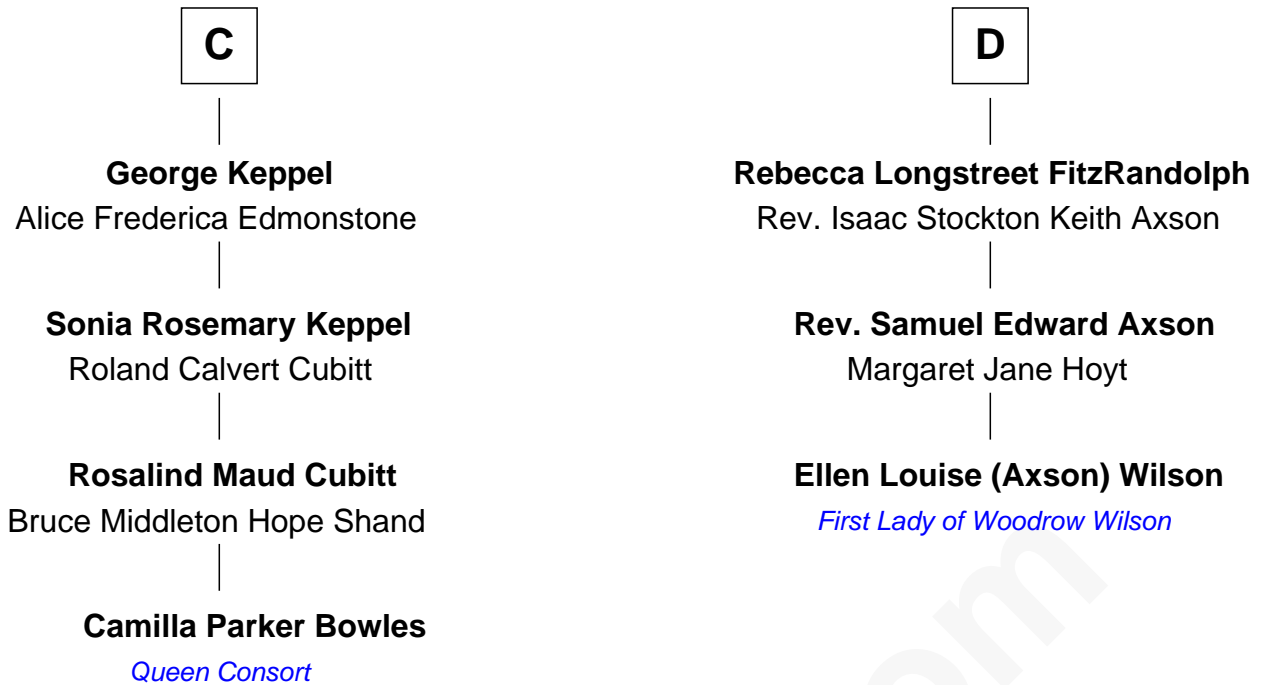 C
George Keppel
Alice Frederica Edmonstone
Sonia Rosemary Keppel
Roland Calvert Cubitt
Rosalind Maud Cubitt
Bruce Middleton Hope Shand
Camilla Parker Bowles
Queen Consort
D
Rebecca Longstreet FitzRandolph
Rev. Isaac Stockton Keith Axson
Rev. Samuel Edward Axson
Margaret Jane Hoyt
Ellen Louise (Axson) Wilson
First Lady of Woodrow Wilson
om